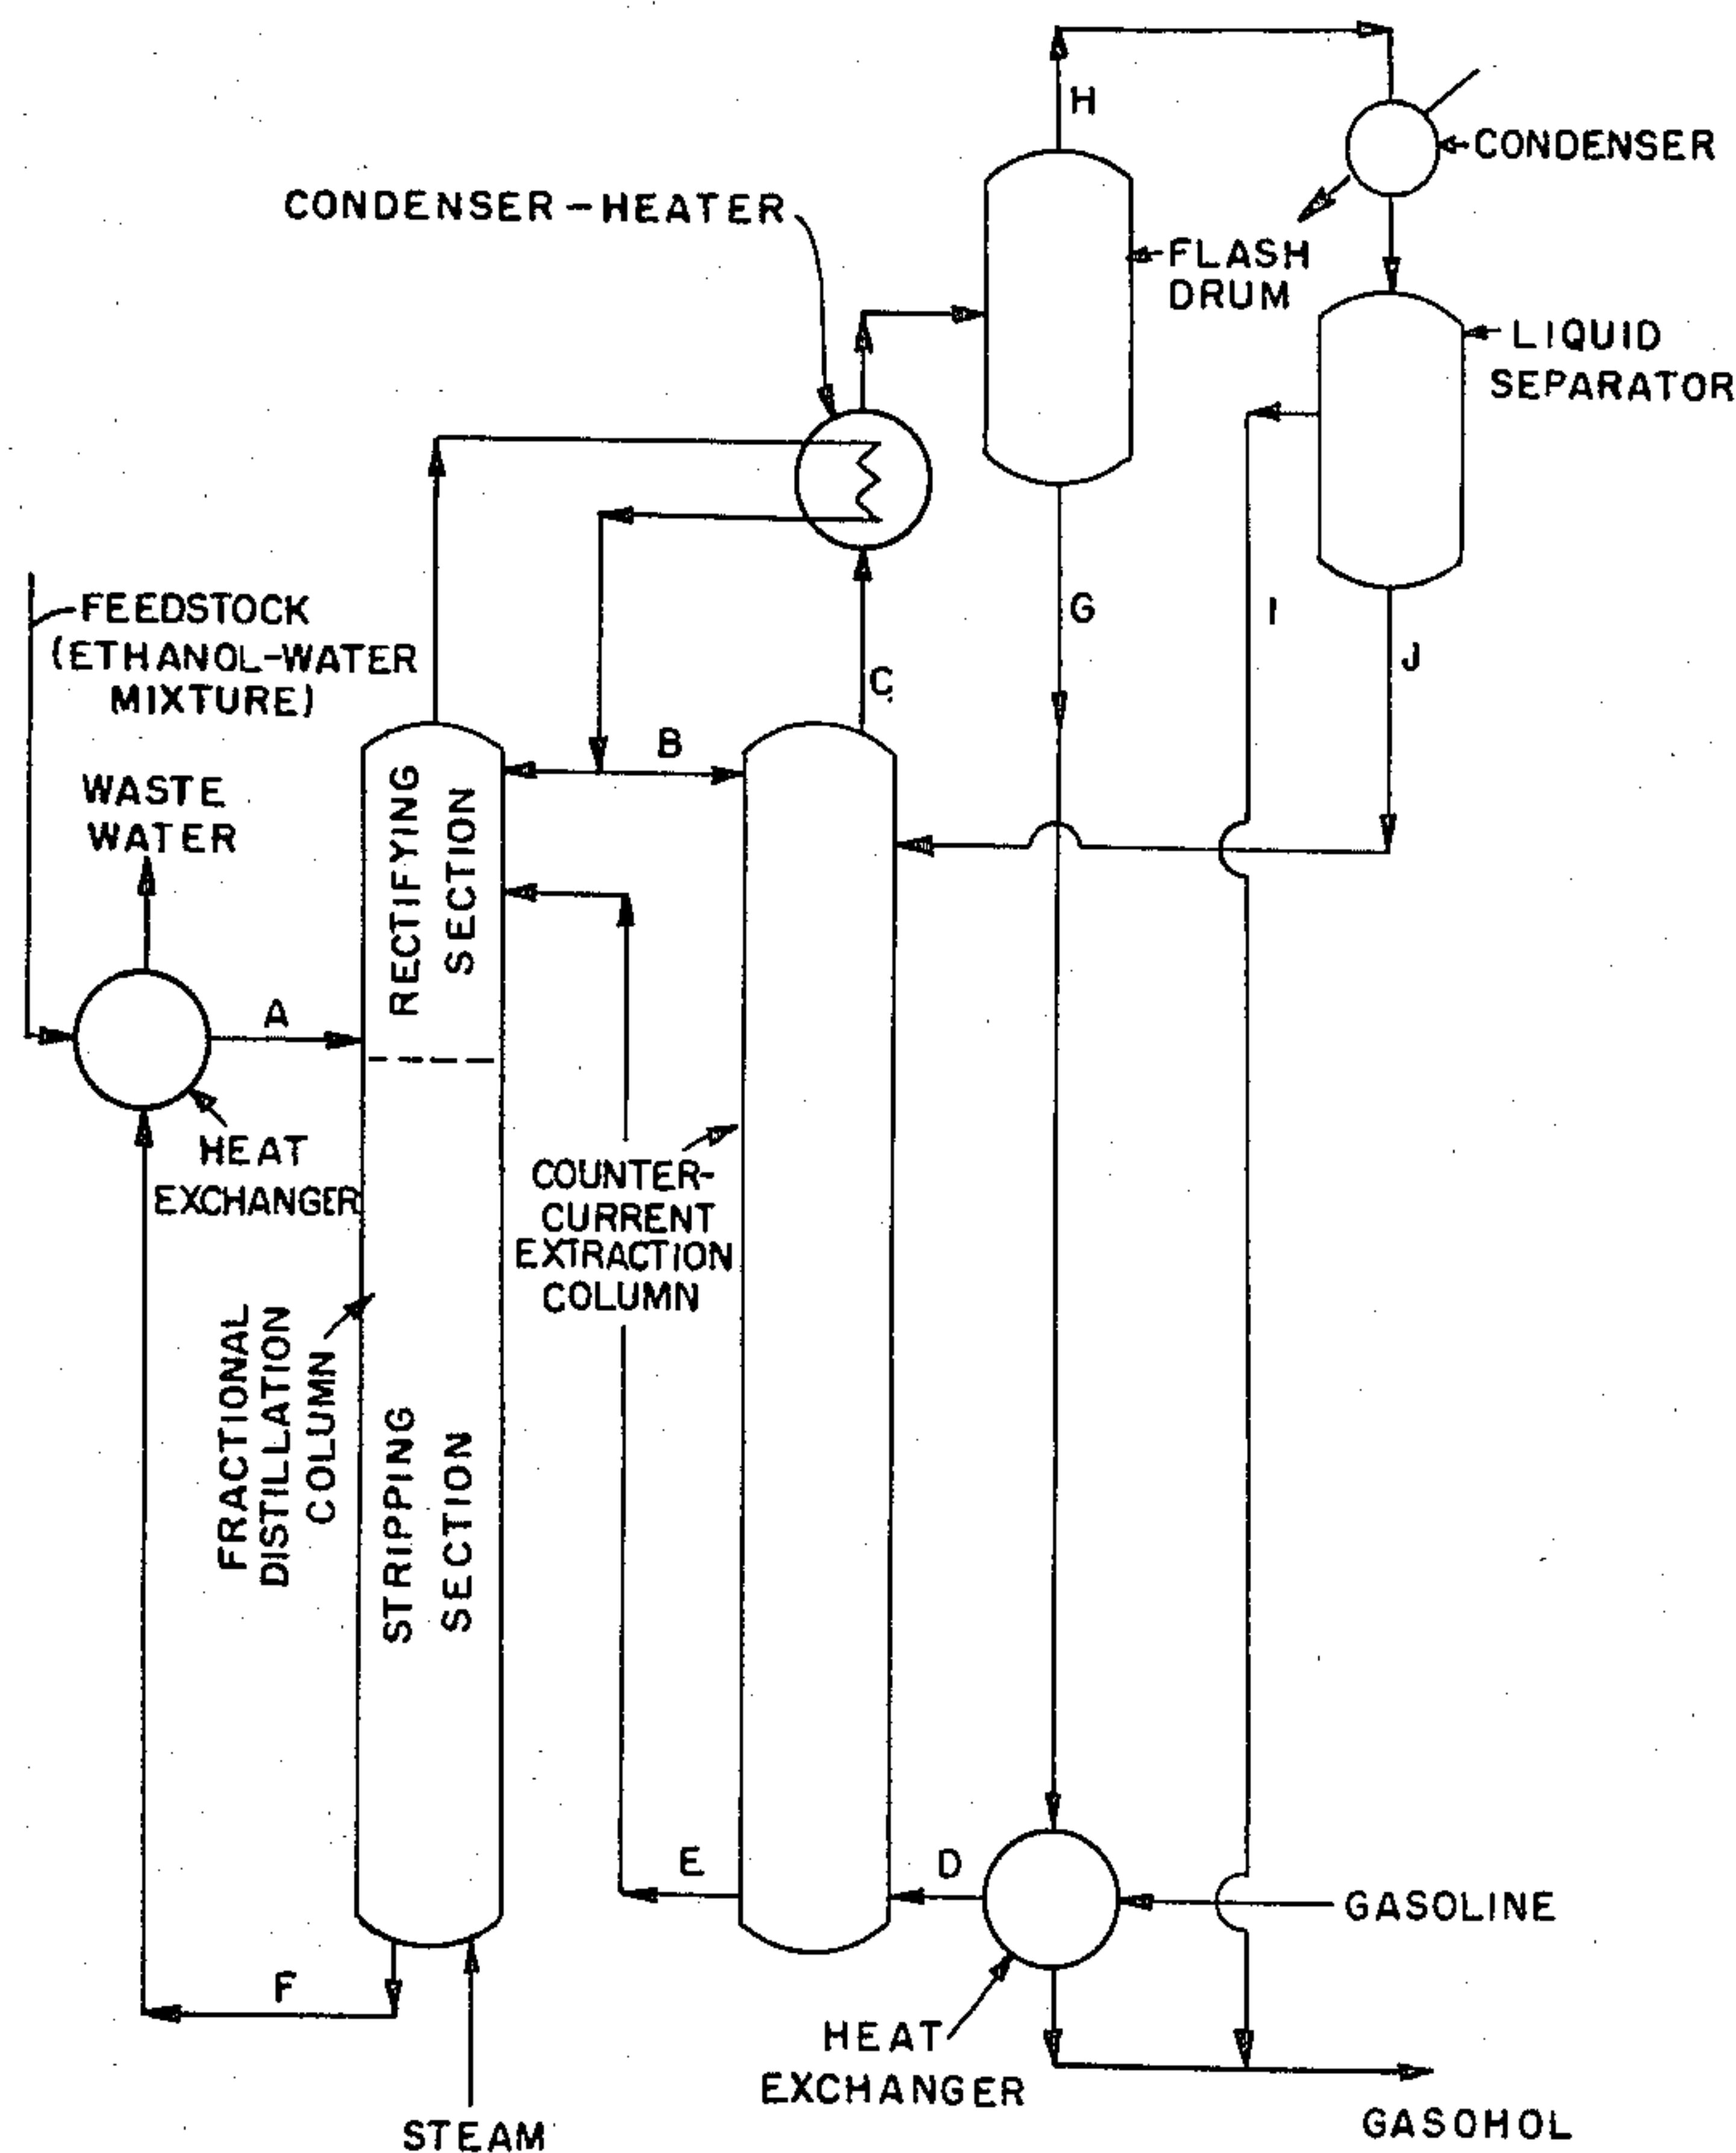 H
CONDENSER
CONDENSER-HEATER
FLASH
DRUM
LIQUID
SEPARATOR
FEEDSTOCK
(ETHANOL-WATER
MIXTURE)
G
I
J
C
B
WASTE
WATER
RECTIFYING
SECTION
A
HEAT
EXCHANGER
COUNTER-
CURRENT
EXTRACTION
COLUMN
FRACTIONAL
DISTILLATION
COLUMN
STRIPPING
SECTION
E
D
GASOLINE
F
HEAT
EXCHANGER
STEAM
GASOHOL